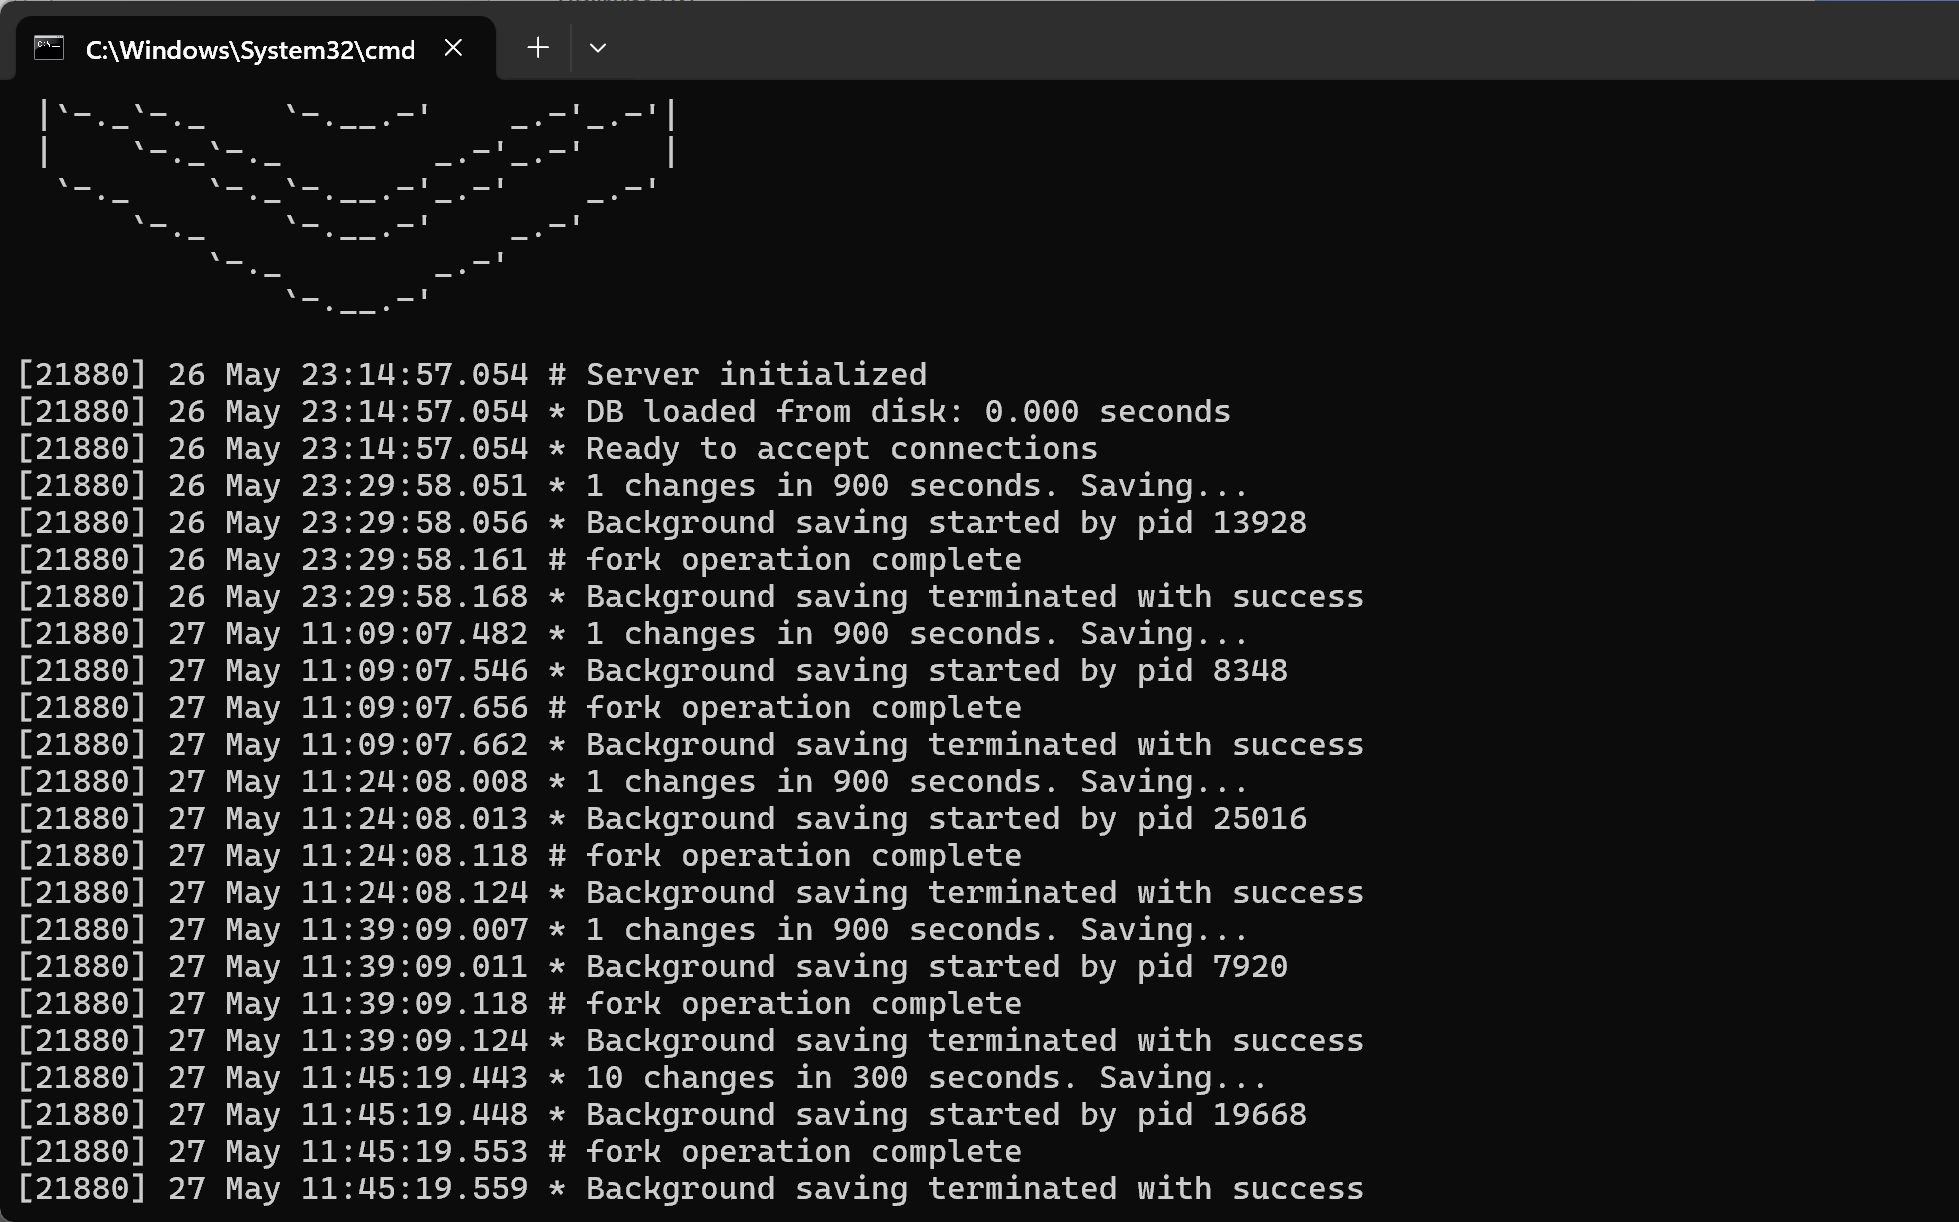 C:\Windows\System32\cmd
 |`-._`-._    `-.__.-'    _.-'_.-'|
 |    `-._`-._        _.-'_.-'    |
  `-._    `-._`-.__.-'_.-'    _.-'
      `-._    `-.__.-'    _.-'
          `-._        _.-'
              `-.__.-'
[21880] 26 May 23:14:57.054 # Server initialized
[21880] 26 May 23:14:57.054 * DB loaded from disk: 0.000 seconds
[21880] 26 May 23:14:57.054 * Ready to accept connections
[21880] 26 May 23:29:58.051 * 1 changes in 900 seconds. Saving...
[21880] 26 May 23:29:58.056 * Background saving started by pid 13928
[21880] 26 May 23:29:58.161 # fork operation complete
[21880] 26 May 23:29:58.168 * Background saving terminated with success
[21880] 27 May 11:09:07.482 * 1 changes in 900 seconds. Saving...
[21880] 27 May 11:09:07.546 * Background saving started by pid 8348
[21880] 27 May 11:09:07.656 # fork operation complete
[21880] 27 May 11:09:07.662 * Background saving terminated with success
[21880] 27 May 11:24:08.008 * 1 changes in 900 seconds. Saving...
[21880] 27 May 11:24:08.013 * Background saving started by pid 25016
[21880] 27 May 11:24:08.118 # fork operation complete
[21880] 27 May 11:24:08.124 * Background saving terminated with success
[21880] 27 May 11:39:09.007 * 1 changes in 900 seconds. Saving...
[21880] 27 May 11:39:09.011 * Background saving started by pid 7920
[21880] 27 May 11:39:09.118 # fork operation complete
[21880] 27 May 11:39:09.124 * Background saving terminated with success
[21880] 27 May 11:45:19.443 * 10 changes in 300 seconds. Saving...
[21880] 27 May 11:45:19.448 * Background saving started by pid 19668
[21880] 27 May 11:45:19.553 # fork operation complete
[21880] 27 May 11:45:19.559 * Background saving terminated with success